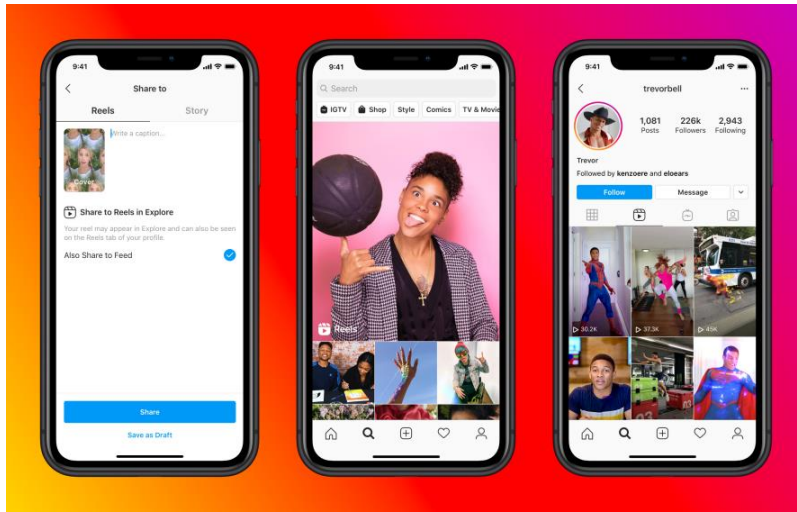 9:41
Share to
Reels Story
Write a caption...
Cover
Share to Reels in Explore
Your reel may appear in Explore and can also be seen
on the Reels tab of your profile.
Also Share to Feed
Share
Save as Draft
9:41
Search
IGTV Shop Style Comics TV & Movie
Reels
9:41
trevorbell
1,081 226k 2,943
Posts Followers Following
Trevor
Followed by kenzoere and eloears
Follow Message
30.2K 37.3K 45K
03 03